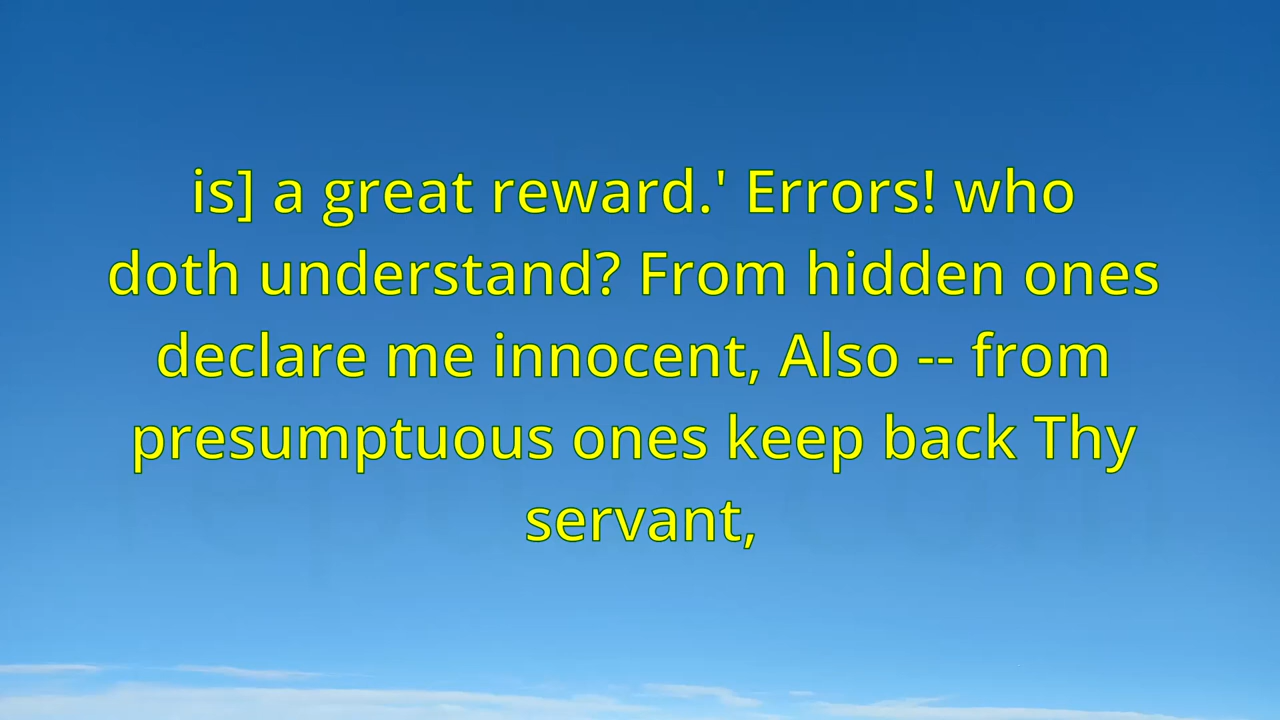 is] a great reward.' Errors! who
doth understand? From hidden ones
declare me innocent, Also -- from
presumptuous ones keep back Thy
servant,